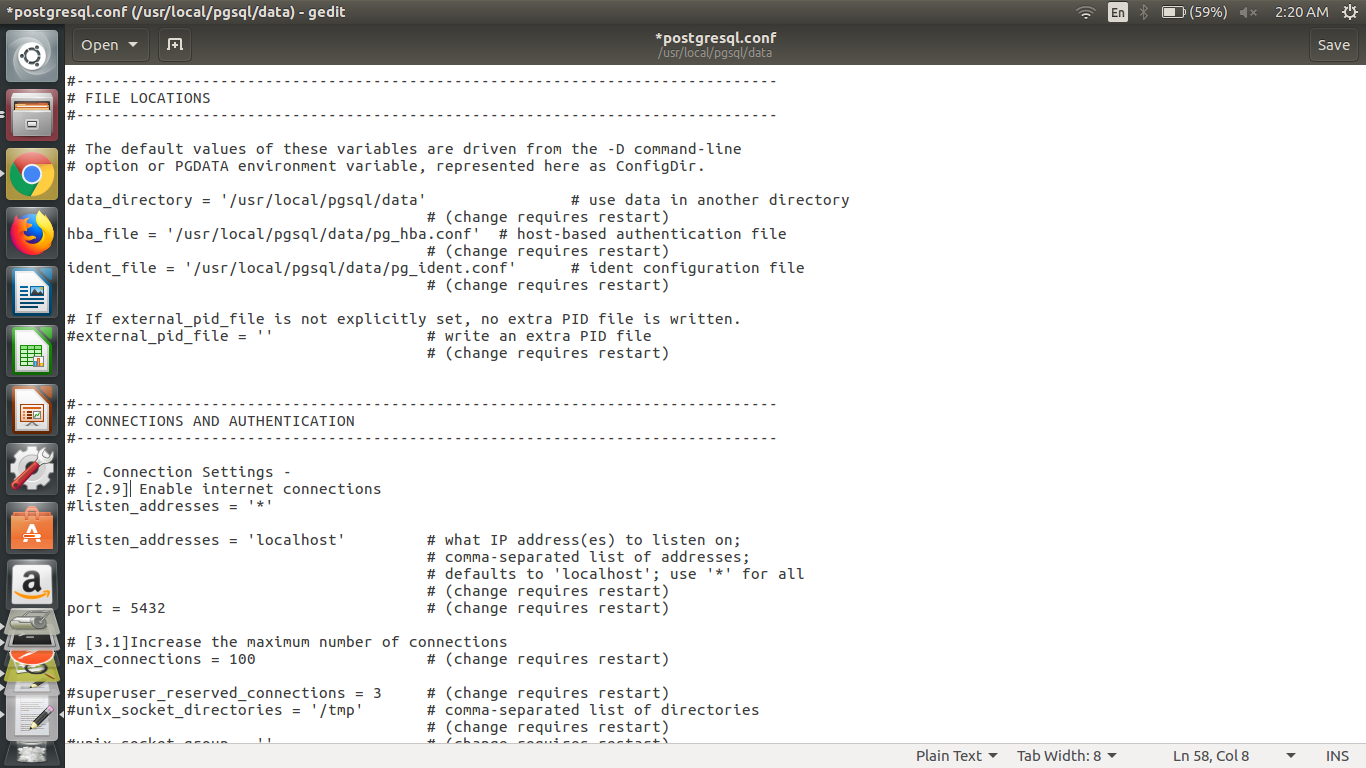 *postgresql.conf (/usr/local/pgsql/data) - gedit
En
(59%)
2:20 AM
Open
*postgresql.conf
/usr/local/pgsql/data
Save
#------------------------------------------------------------------------------
# FILE LOCATIONS
#------------------------------------------------------------------------------
# The default values of these variables are driven from the -D command-line
# option or PGDATA environment variable, represented here as ConfigDir.
data_directory = '/usr/local/pgsql/data' # use data in another directory
# (change requires restart)
hba_file = '/usr/local/pgsql/data/pg_hba.conf' # host-based authentication file
# (change requires restart)
ident_file = '/usr/local/pgsql/data/pg_ident.conf' # ident configuration file
# (change requires restart)
# If external_pid_file is not explicitly set, no extra PID file is written.
#external_pid_file = '' # write an extra PID file
# (change requires restart)
#------------------------------------------------------------------------------
# CONNECTIONS AND AUTHENTICATION
#------------------------------------------------------------------------------
# - Connection Settings -
# [2.9] Enable internet connections
#listen_addresses = '*'
#listen_addresses = 'localhost' # what IP address(es) to listen on;
# comma-separated list of addresses;
# defaults to 'localhost'; use '*' for all
# (change requires restart)
port = 5432 # (change requires restart)
# [3.1]Increase the maximum number of connections
max_connections = 100 # (change requires restart)
#superuser_reserved_connections = 3 # (change requires restart)
#unix_socket_directories = '/tmp' # comma-separated list of directories
# (change requires restart)
#unix_socket_group = '' # (change requires restart)
Plain Text
Tab Width: 8
Ln 58, Col 8
INS